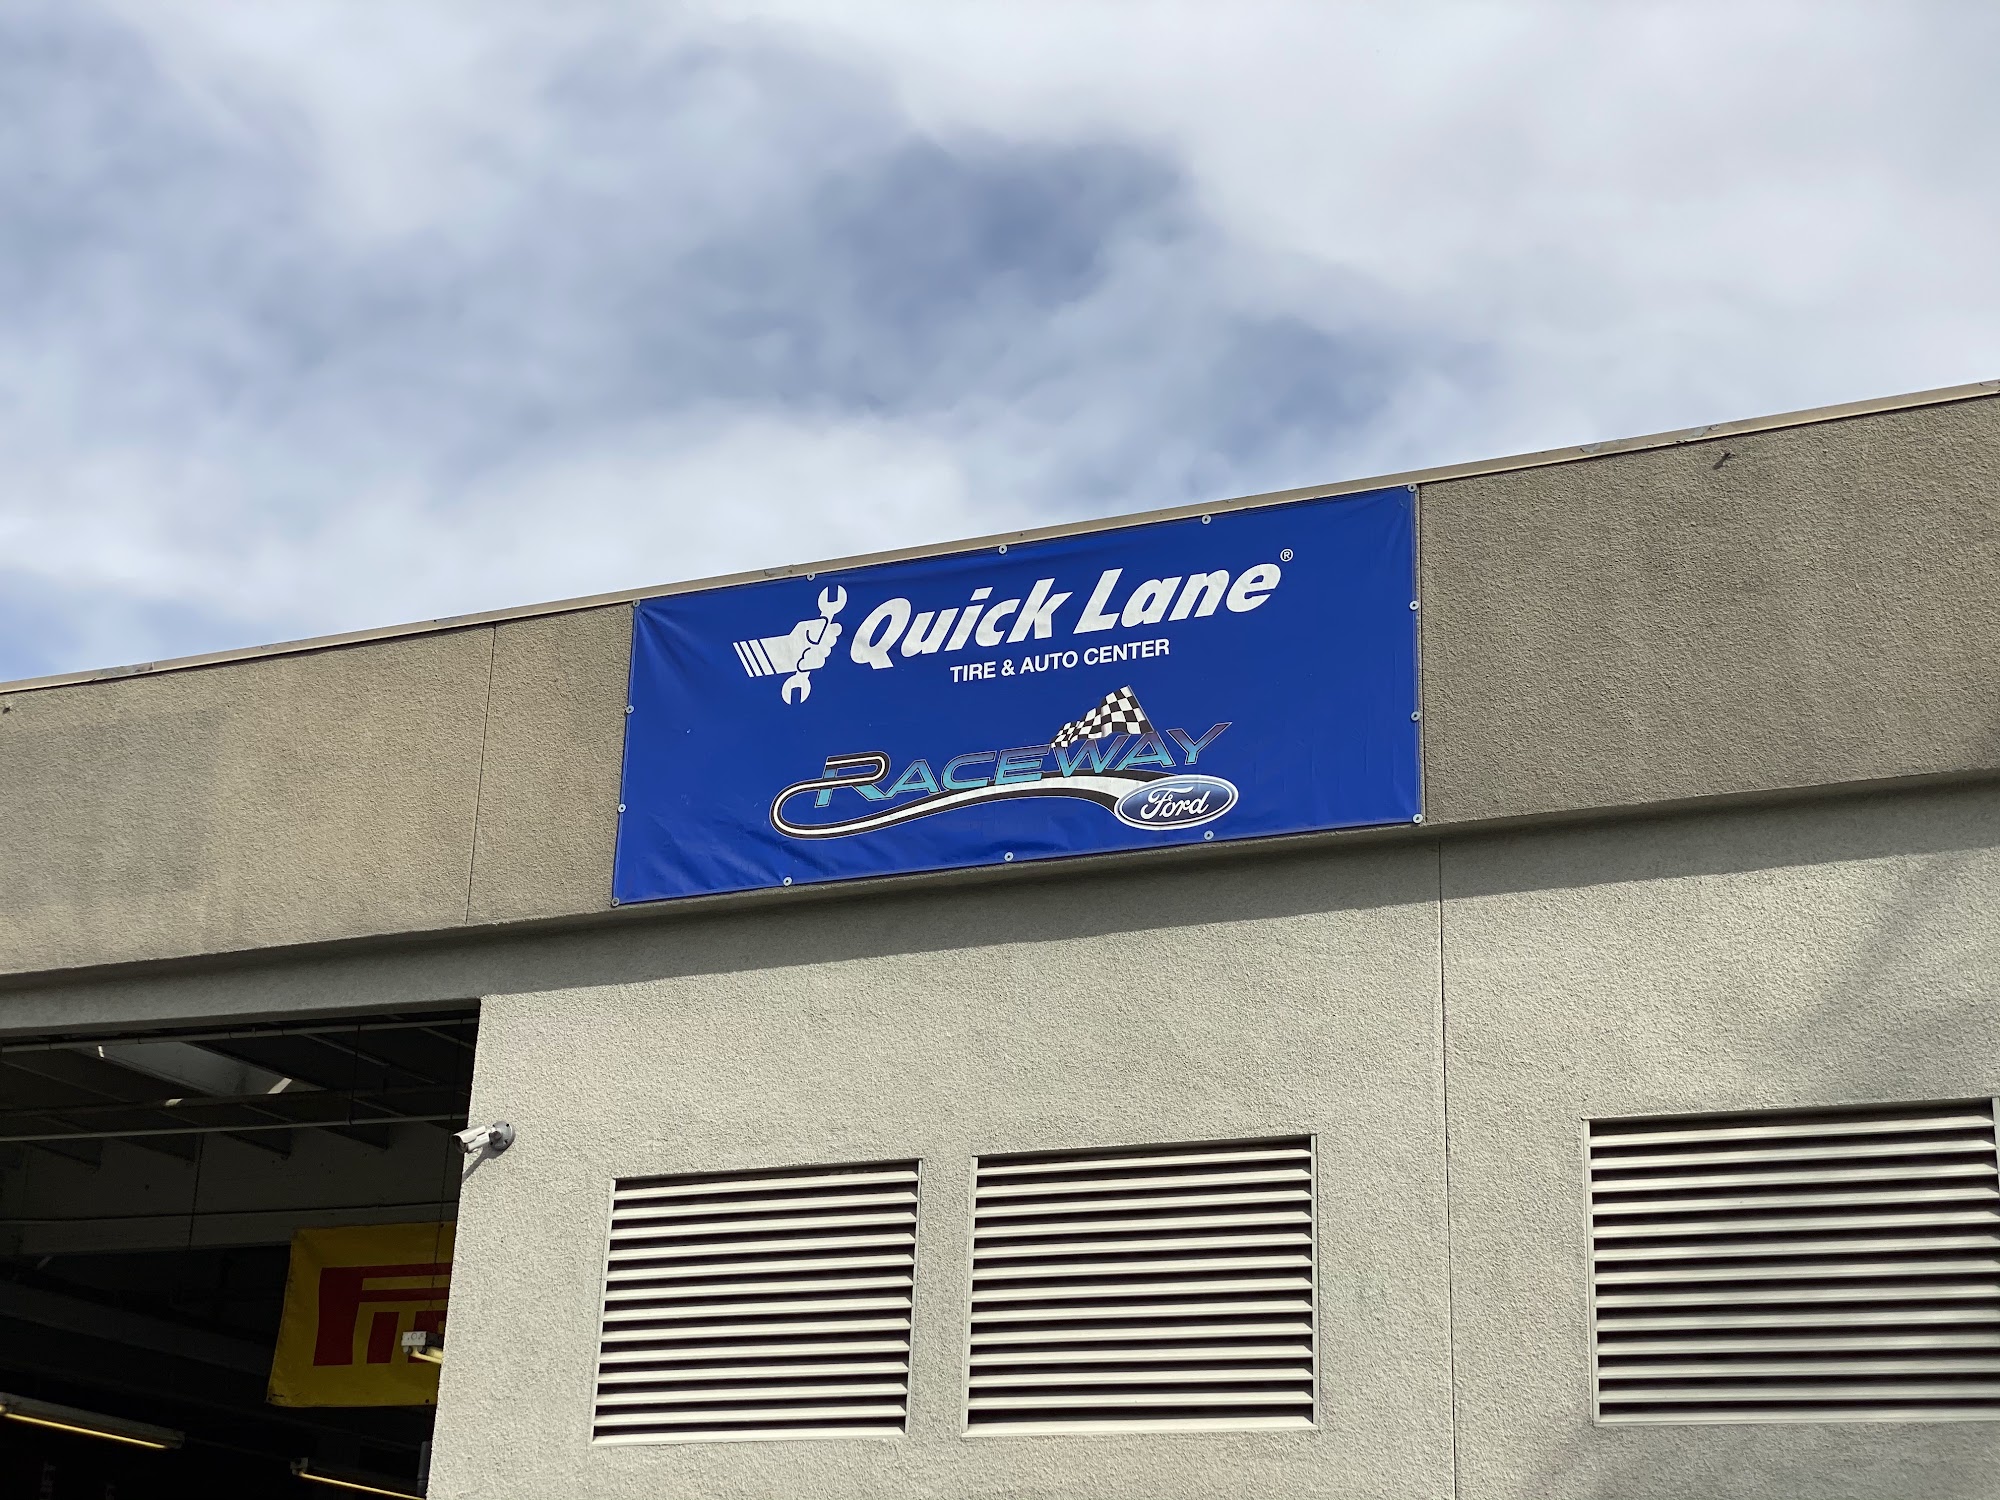 Quick Lane®
TIRE & AUTO CENTER
RACEWAY
Ford